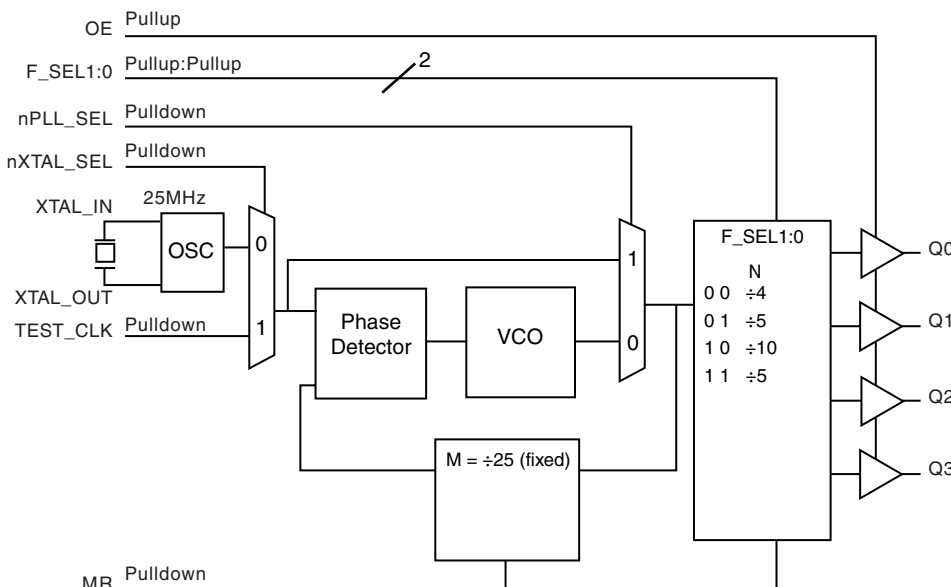 OE Pullup
F_SEL1:0 Pullup:Pullup 2
nPLL_SEL Pulldown
nXTAL_SEL Pulldown
XTAL_IN 25MHz
OSC
XTAL_OUT
TEST_CLK Pulldown
0
1
Phase
Detector
VCO
1
0
M = ÷25 (fixed)
F_SEL1:0
N
0 0 ÷4
0 1 ÷5
1 0 ÷10
1 1 ÷5
Q0
Q1
Q2
Q3
MR Pulldown